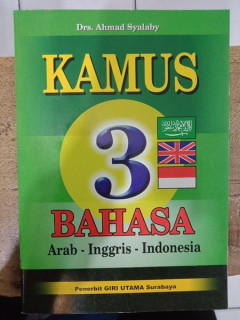 Drs. Ahmad Syalaby
KAMUS
3
BAHASA
Arab - Inggris - Indonesia
Penerbit GIRI UTAMA Surabaya